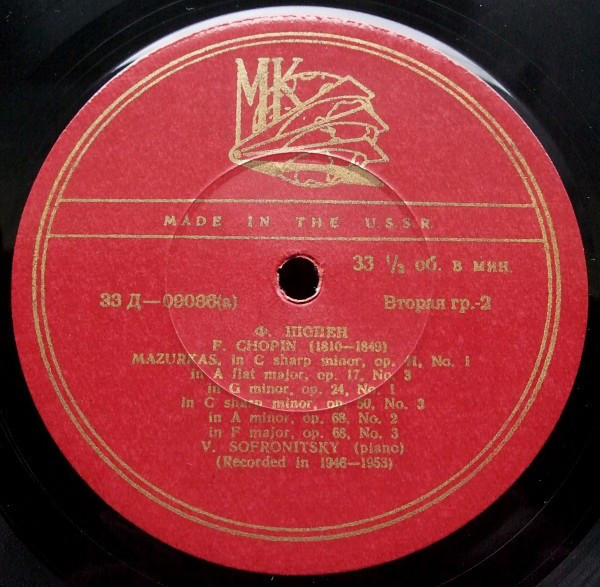 МК
MADE IN THE U.S.S.R.
33 1/3 об. в мин.
33 Д—09086(а)
Вторая гр.-2
Ф. ШОПЕН
F. CHOPIN (1810—1849)
MAZURKAS, in C sharp minor, op. 41, No. 1
in A flat major, op. 17, No. 3
in G minor, op. 24, No. 1
in C sharp minor, op. 50, No. 3
in A minor, op. 68, No. 2
in F major, op. 68, No. 3
V. SOFRONITSKY (piano)
(Recorded in 1946—1953)